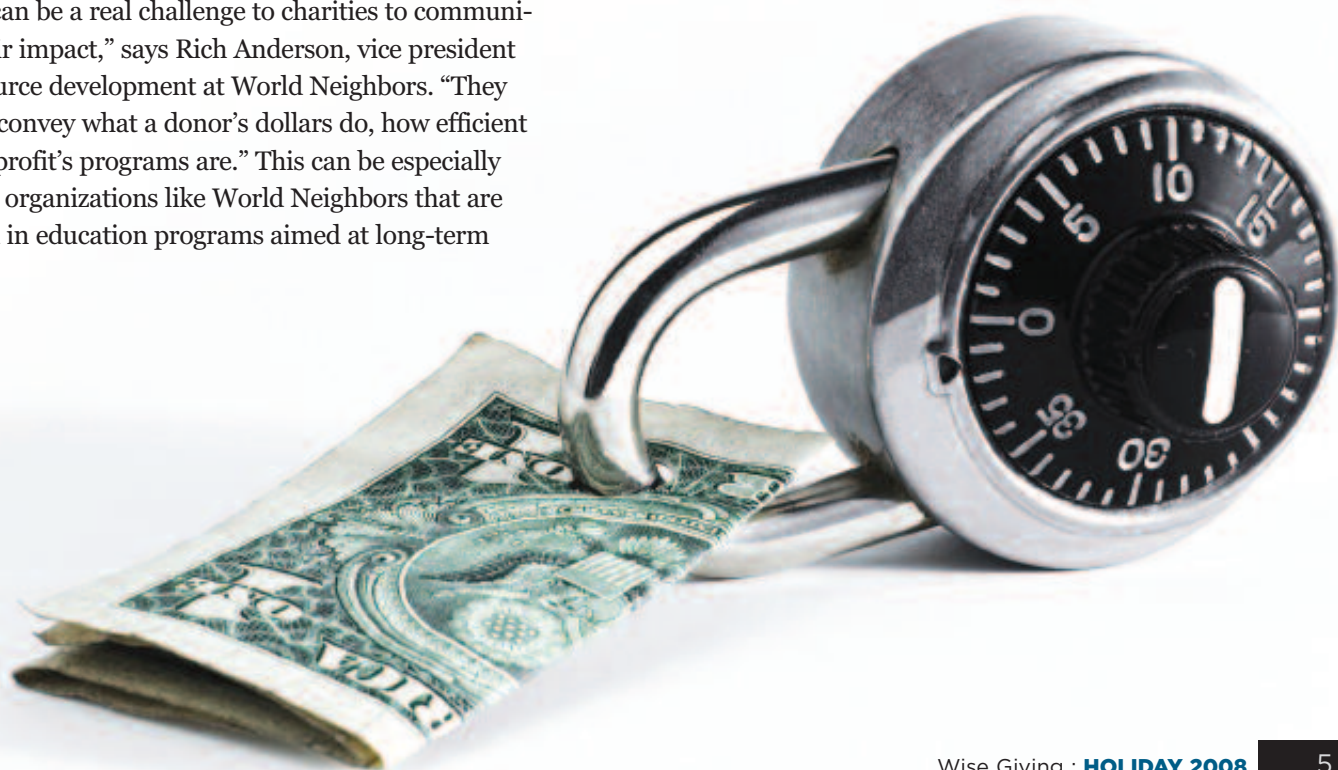 can be a real challenge to charities to communi-
impact,” says Rich Anderson, vice president
urce development at World Neighbors. “They
convey what a donor’s dollars do, how efficient
profit’s programs are.” This can be especially
organizations like World Neighbors that are
in education programs aimed at long-term
10
15
5
0
35
30
ONE
ONE
RICA
Wise Giving : HOLIDAY 2008 5